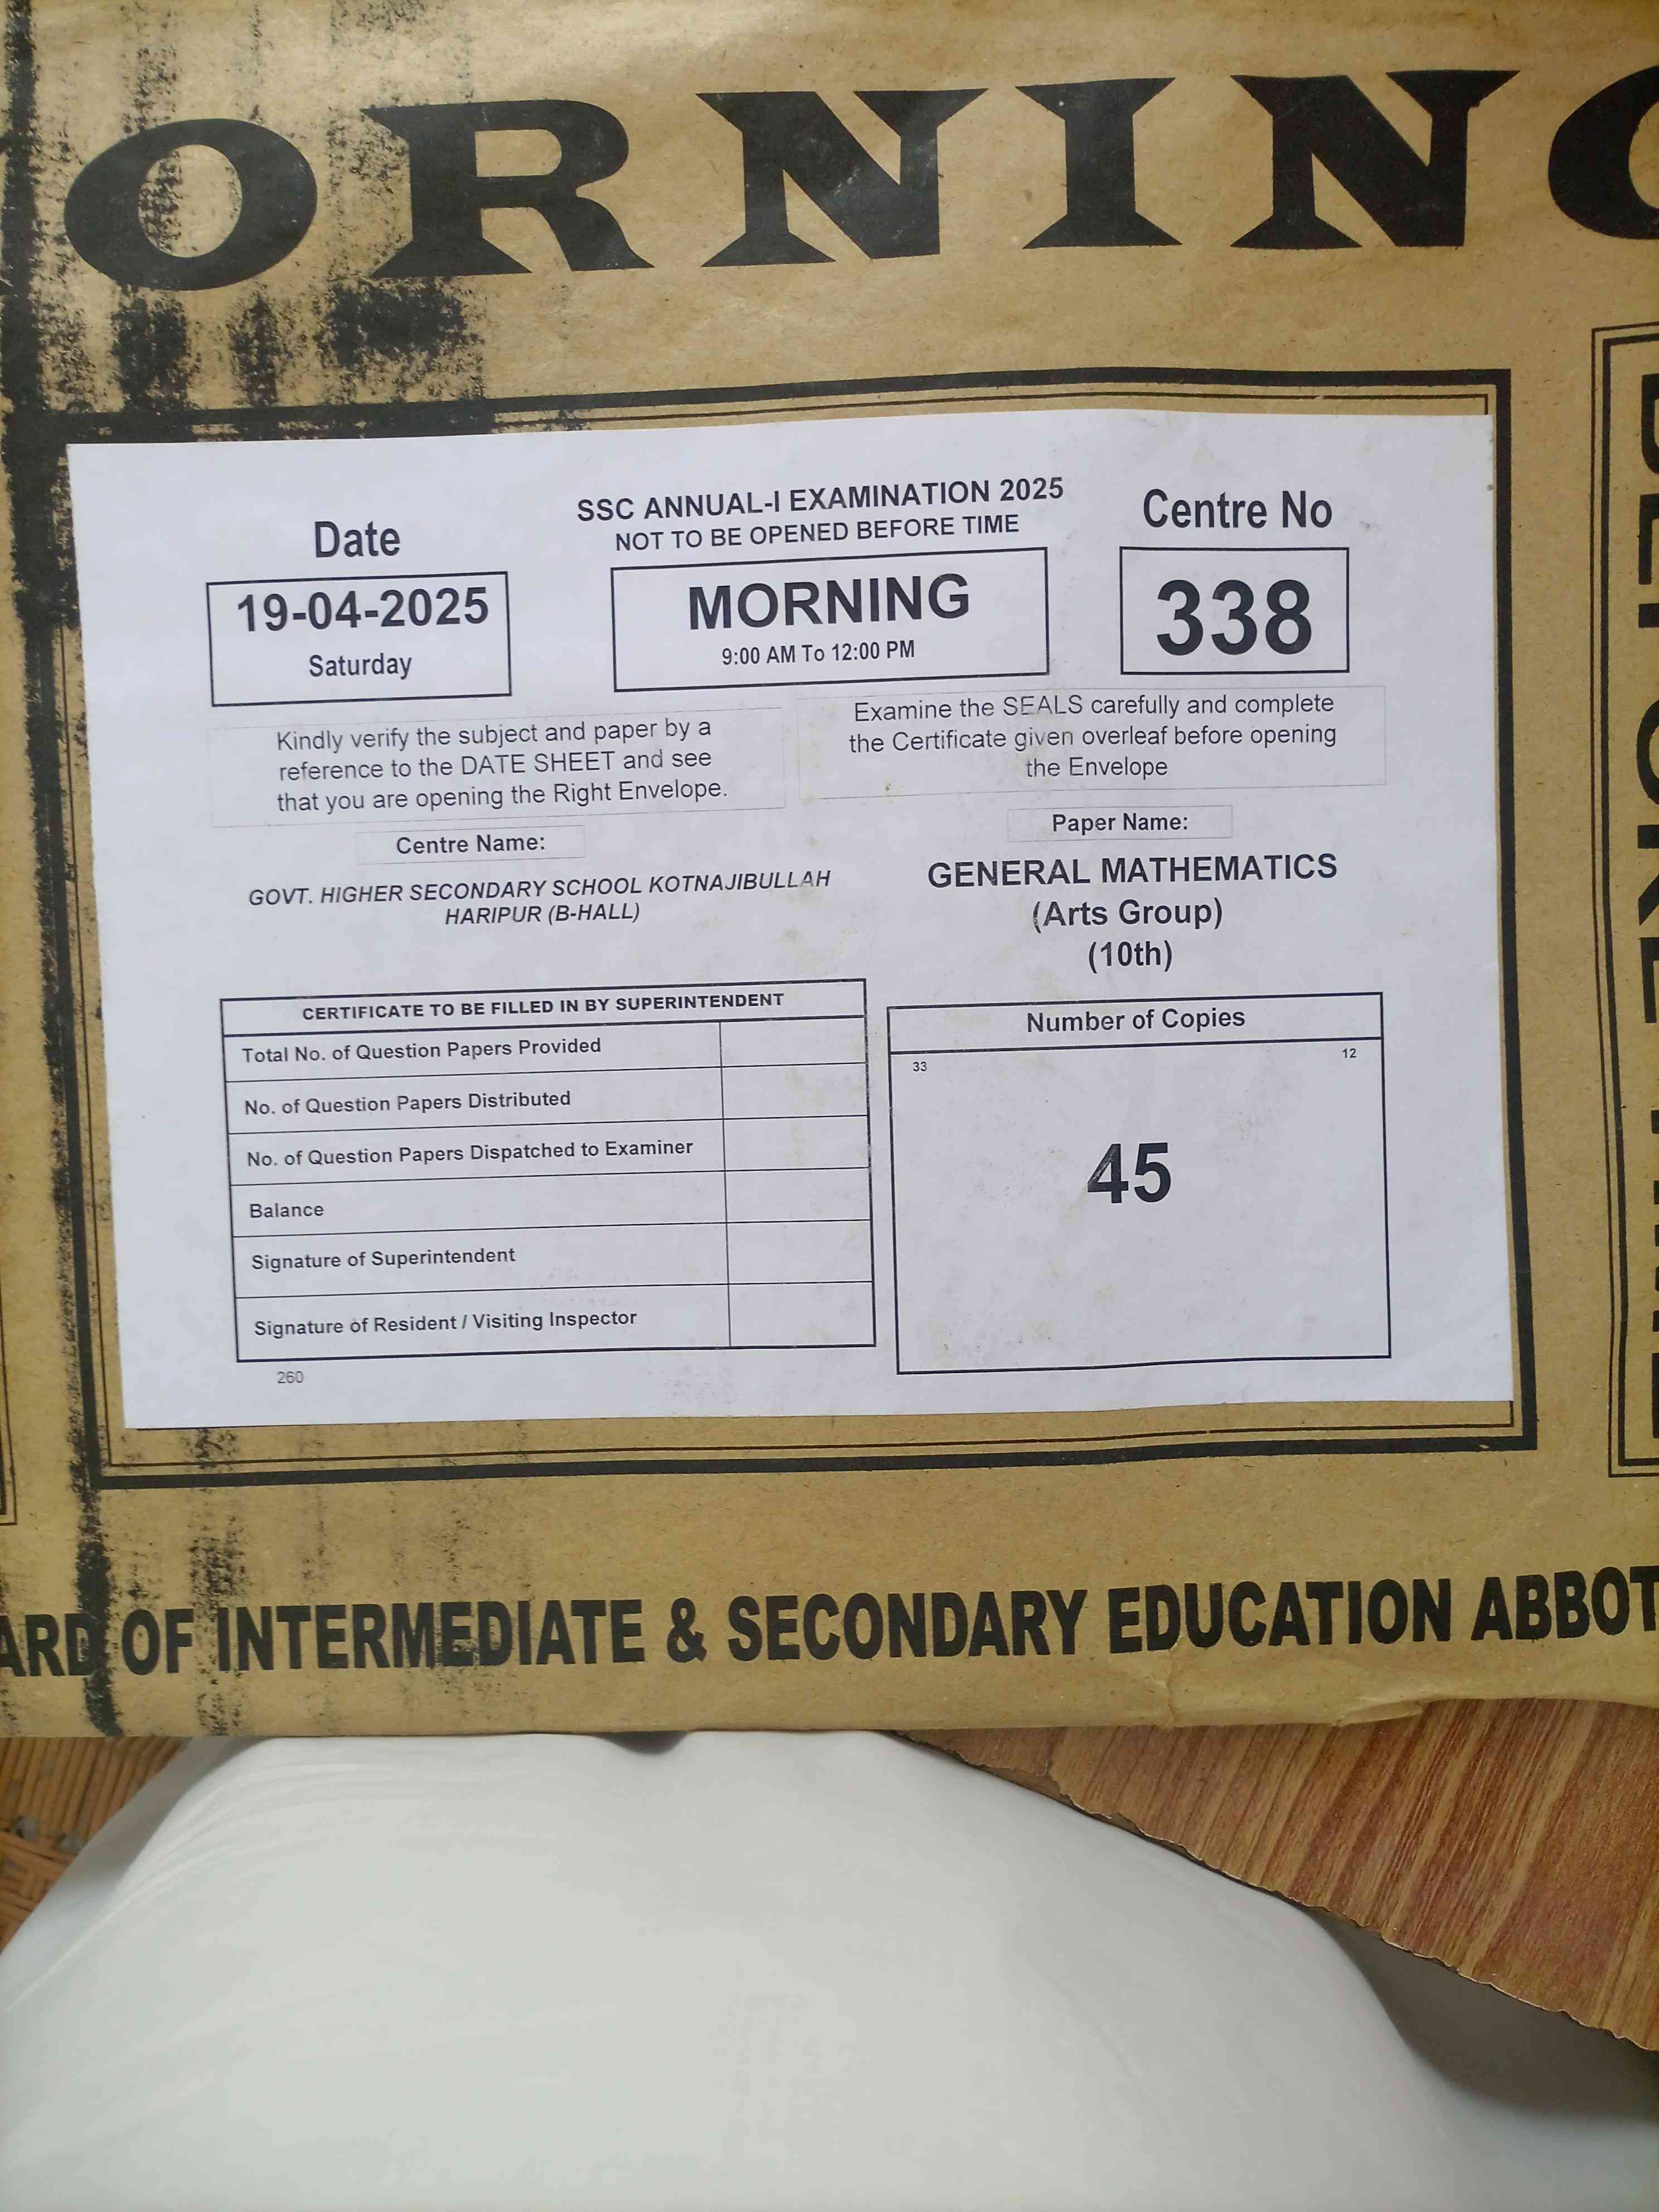 ORNING
SSC ANNUAL-I EXAMINATION 2025
NOT TO BE OPENED BEFORE TIME
Date
19-04-2025
Saturday
MORNING
9:00 AM To 12:00 PM
Centre No
338
Kindly verify the subject and paper by a
reference to the DATE SHEET and see
that you are opening the Right Envelope.
Examine the SEALS carefully and complete
the Certificate given overleaf before opening
the Envelope
Centre Name:
GOVT. HIGHER SECONDARY SCHOOL KOTNAJIBULLAH
HARIPUR (B-HALL)
Paper Name:
GENERAL MATHEMATICS
(Arts Group)
(10th)
CERTIFICATE TO BE FILLED IN BY SUPERINTENDENT
Total No. of Question Papers Provided
No. of Question Papers Distributed
No. of Question Papers Dispatched to Examiner
Balance
Signature of Superintendent
Signature of Resident / Visiting Inspector
260
Number of Copies
33
12
45
ARD OF INTERMEDIATE & SECONDARY EDUCATION ABBOT